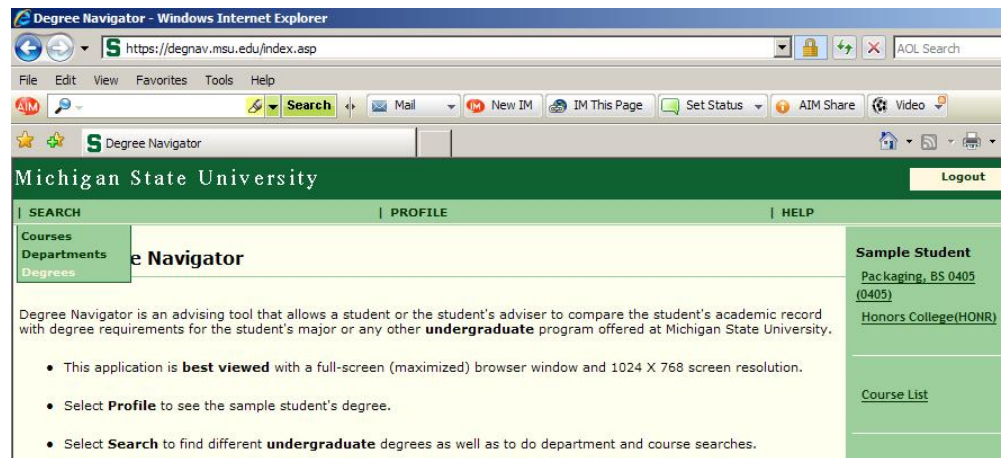 Degree Navigator - Windows Internet Explorer
https://degnav.msu.edu/index.asp
AOL Search
File Edit View Favorites Tools Help
AIM Search Mail New IM IM This Page Set Status AIM Share Video
S Degree Navigator
Michigan State University
Logout
| SEARCH | PROFILE | HELP
Courses
Departments
Degrees
e Navigator
Degree Navigator is an advising tool that allows a student or the student's adviser to compare the student's academic record
with degree requirements for the student's major or any other undergraduate program offered at Michigan State University.
• This application is best viewed with a full-screen (maximized) browser window and 1024 X 768 screen resolution.
• Select Profile to see the sample student's degree.
• Select Search to find different undergraduate degrees as well as to do department and course searches.
Sample Student
Packaging, BS 0405
(0405)
Honors College(HONR)
Course List